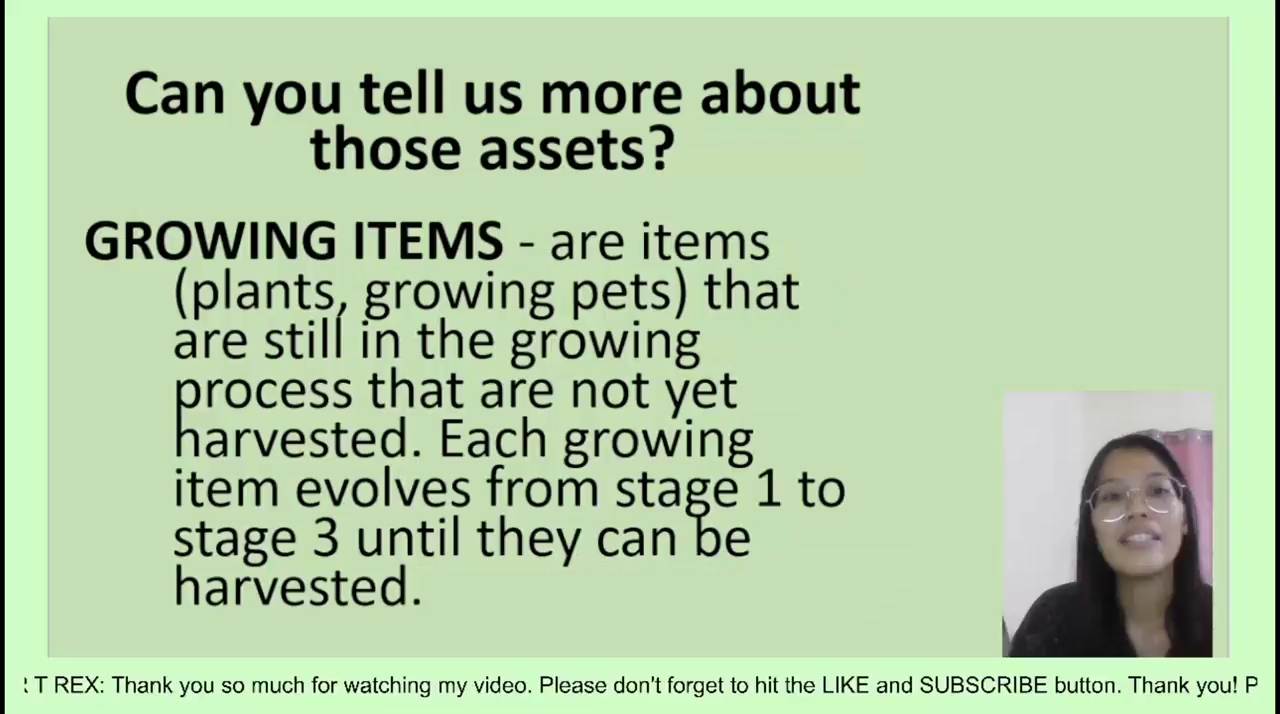 Can you tell us more about
those assets?
GROWING ITEMS - are items
(plants, growing pets) that
are still in the growing
process that are not yet
harvested. Each growing
item evolves from stage 1 to
stage 3 until they can be
harvested.
T REX: Thank you so much for watching my video. Please don't forget to hit the LIKE and SUBSCRIBE button. Thank you! P